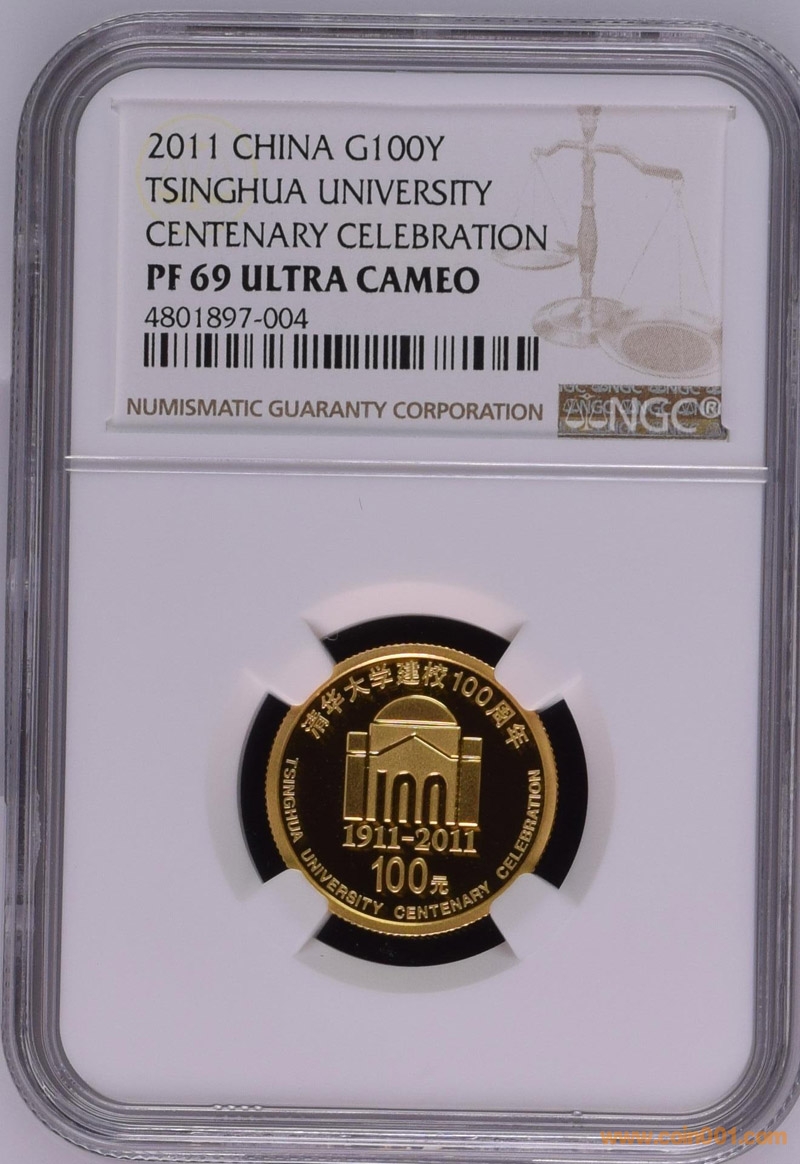 2011 CHINA G100Y
TSINGHUA UNIVERSITY
CENTENARY CELEBRATION
PF 69 ULTRA CAMEO
4801897-004
NUMISMATIC GUARANTY CORPORATION
NGC®
清华大学建校100周年
1911-2011
100元
TSINGHUA UNIVERSITY CENTENARY CELEBRATION
www.coin001.com